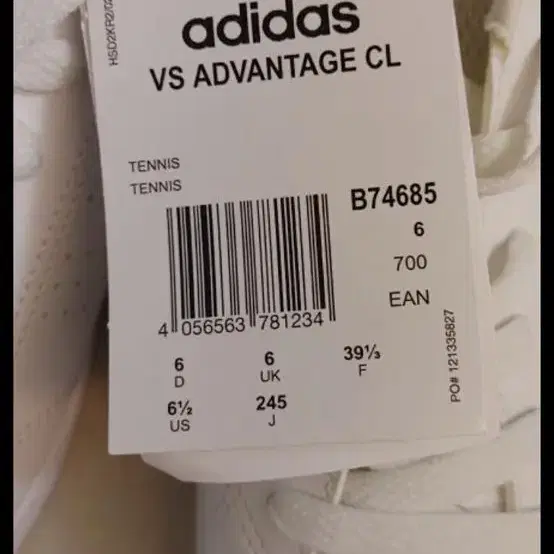 adidas
VS ADVANTAGE CL
TENNIS
TENNIS
B74685
6
700
EAN
4 056563 781234
6 6 39⅓
D UK F
6½ 245
US J
PO# 121335827